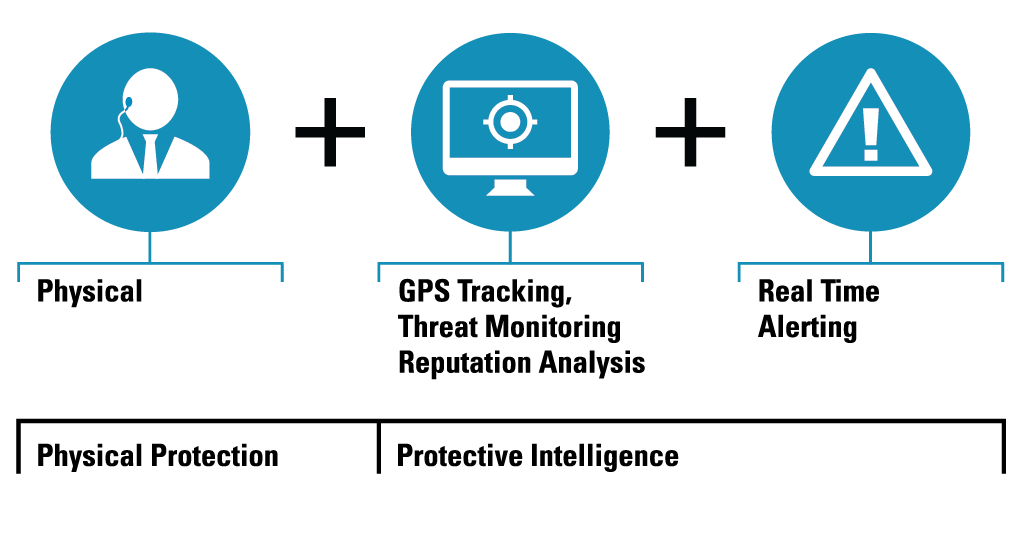 Physical
GPS Tracking,
Threat Monitoring
Reputation Analysis
Real Time
Alerting
Physical Protection
Protective Intelligence